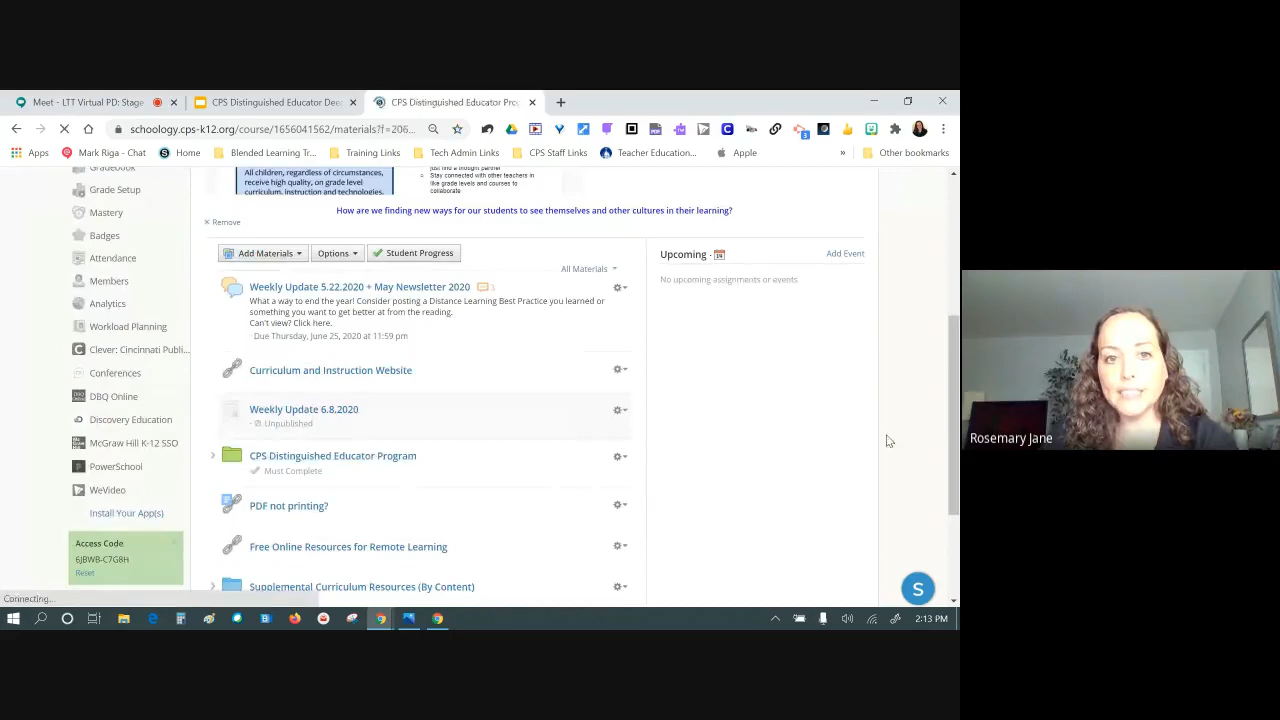 Meet - LTT Virtual PD: Stage
CPS Distinguished Educator Dee
CPS Distinguished Educator Pro
schoology.cps-k12.org/course/1656041562/materials?f=206...
Apps
Mark Riga - Chat
Home
Blended Learning Tr...
Training Links
Tech Admin Links
CPS Staff Links
Teacher Education...
Apple
»
Other bookmarks
Gradebook
Grade Setup
Mastery
Badges
Attendance
Members
Analytics
Workload Planning
Clever: Cincinnati Publi...
Conferences
DBQ Online
Discovery Education
McGraw Hill K-12 SSO
PowerSchool
WeVideo
Install Your App(s)
Access Code
6JBWB-C7G8H
Reset
Connecting...
All children, regardless of circumstances,
receive high quality, on grade level
curriculum, instruction and technologies.
just find a thought partner
Stay connected with other teachers in
like grade levels and courses to
collaborate
How are we finding new ways for our students to see themselves and other cultures in their learning?
× Remove
Add Materials
Options
Student Progress
All Materials
Weekly Update 5.22.2020 + May Newsletter 2020
What a way to end the year! Consider posting a Distance Learning Best Practice you learned or
something you want to get better at from the reading.
Can't view? Click here.
· Due Thursday, June 25, 2020 at 11:59 pm
Curriculum and Instruction Website
Weekly Update 6.8.2020
· Unpublished
CPS Distinguished Educator Program
Must Complete
PDF not printing?
Free Online Resources for Remote Learning
Supplemental Curriculum Resources (By Content)
Upcoming ·
Add Event
No upcoming assignments or events
S
2:13 PM
Rosemary Jane